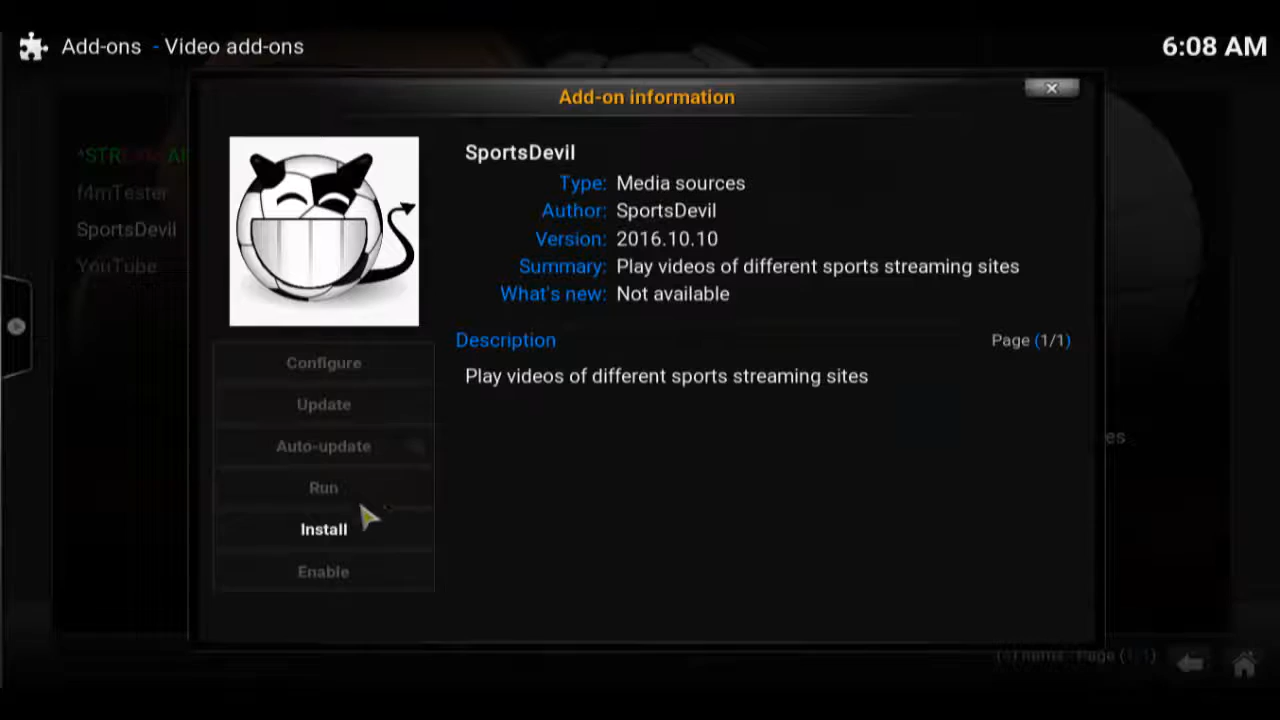 Add-ons - Video add-ons
6:08 AM
Add-on information
SportsDevil
Type: Media sources
Author: SportsDevil
Version: 2016.10.10
Summary: Play videos of different sports streaming sites
What's new: Not available
Description
Page (1/1)
Play videos of different sports streaming sites
Configure
Update
Auto-update
Run
Install
Enable
f4mTester
SportsDevil
YouTube